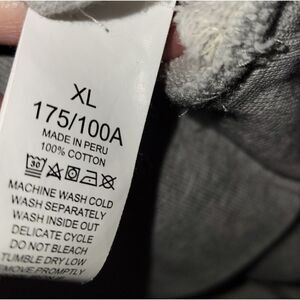 XL
175/100A
MADE IN PERU
100% COTTON
30
MACHINE WASH COLD
WASH SEPARATELY
WASH INSIDE OUT
DELICATE CYCLE
DO NOT BLEACH
TUMBLE DRY LOW
REMOVE PROMPTLY